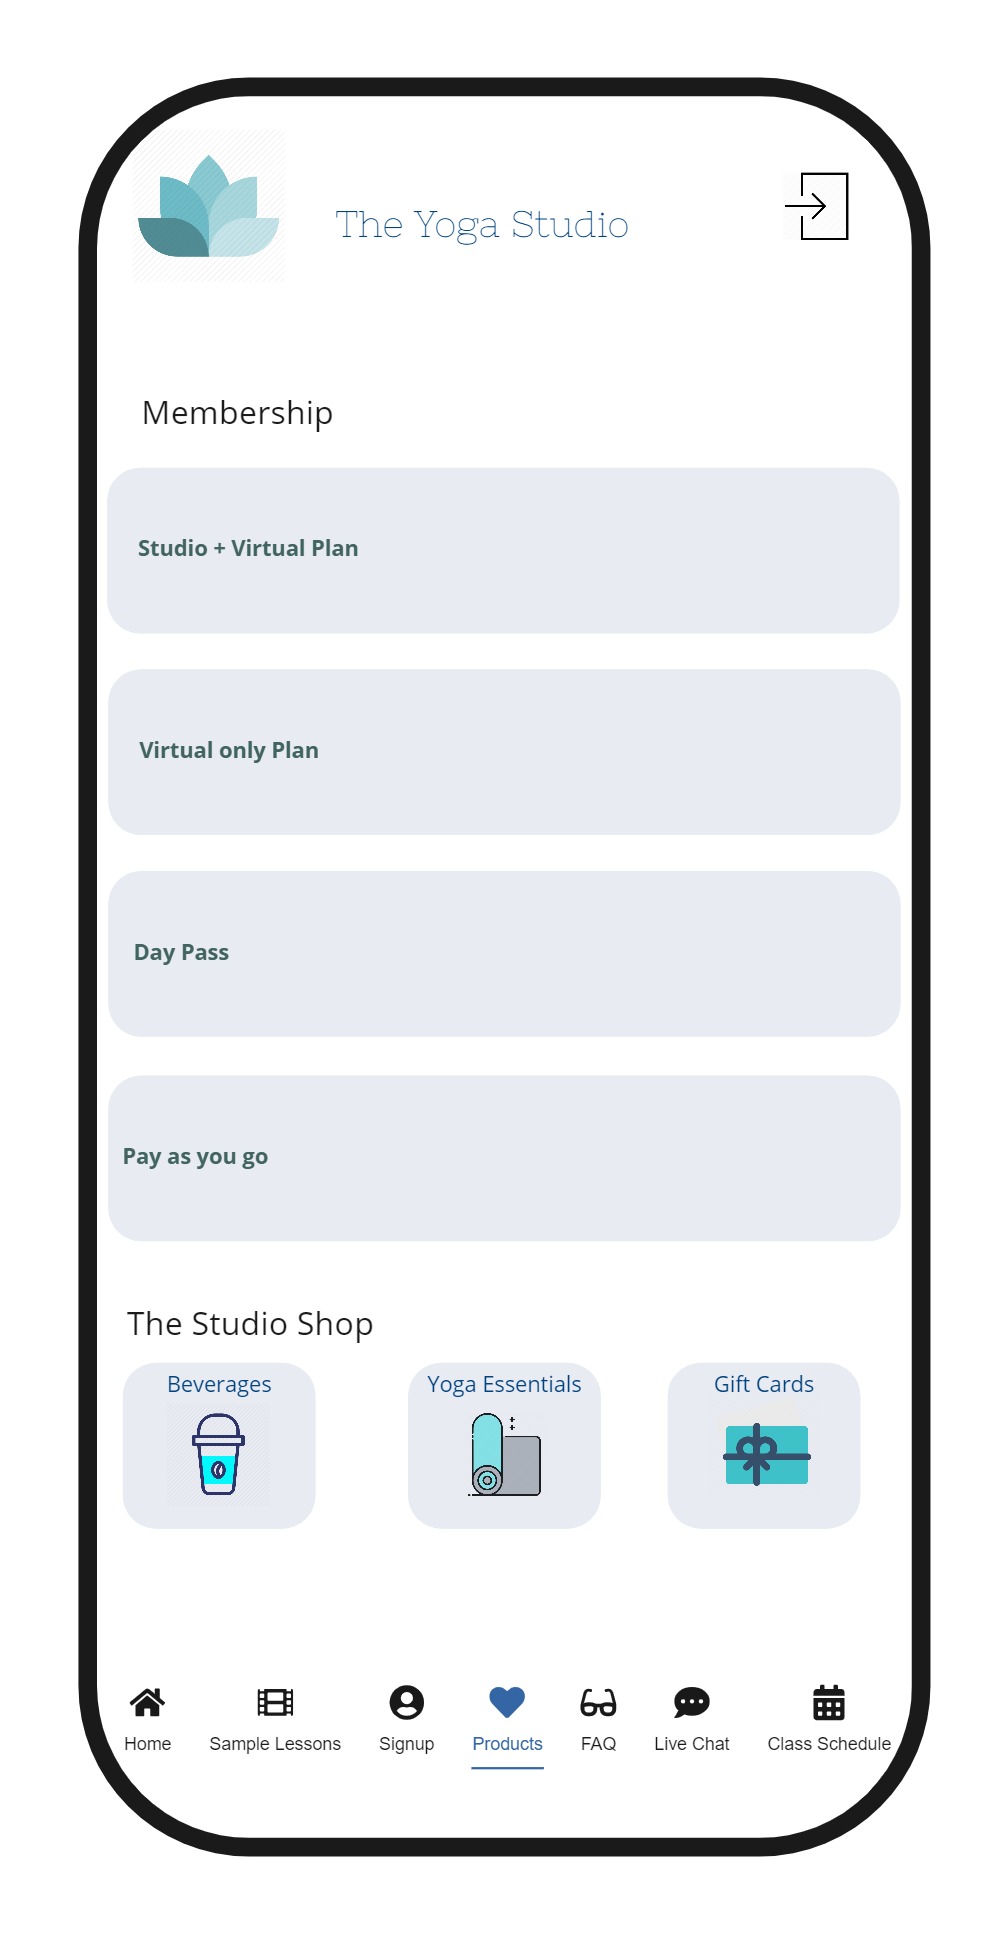 The Yoga Studio
Membership
Studio + Virtual Plan
Virtual only Plan
Day Pass
Pay as you go
The Studio Shop
Beverages
Yoga Essentials
Gift Cards
Home
Sample Lessons
Signup
Products
FAQ
Live Chat
Class Schedule